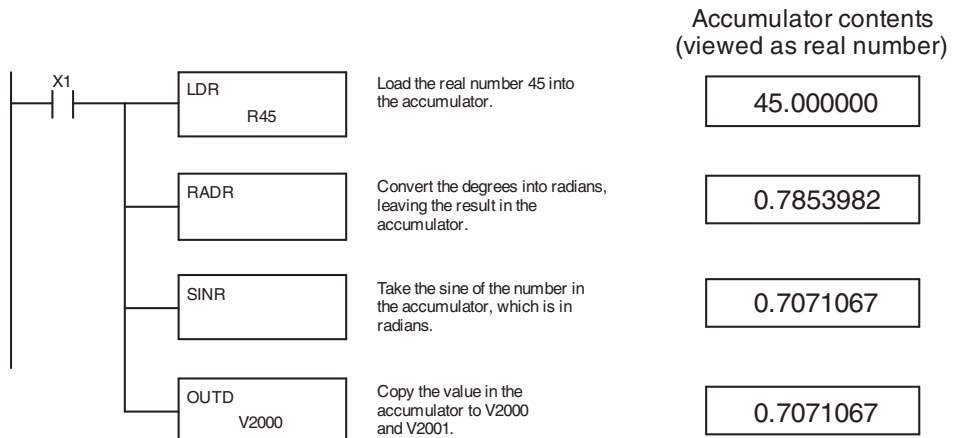 Accumulator contents
(viewed as real number)
X1
LDR
R45
Load the real number 45 into
the accumulator.
45.000000
RADR
Convert the degrees into radians,
leaving the result in the
accumulator.
0.7853982
SINR
Take the sine of the number in
the accumulator, which is in
radians.
0.7071067
OUTD
V2000
Copy the value in the
accumulator to V2000
and V2001.
0.7071067